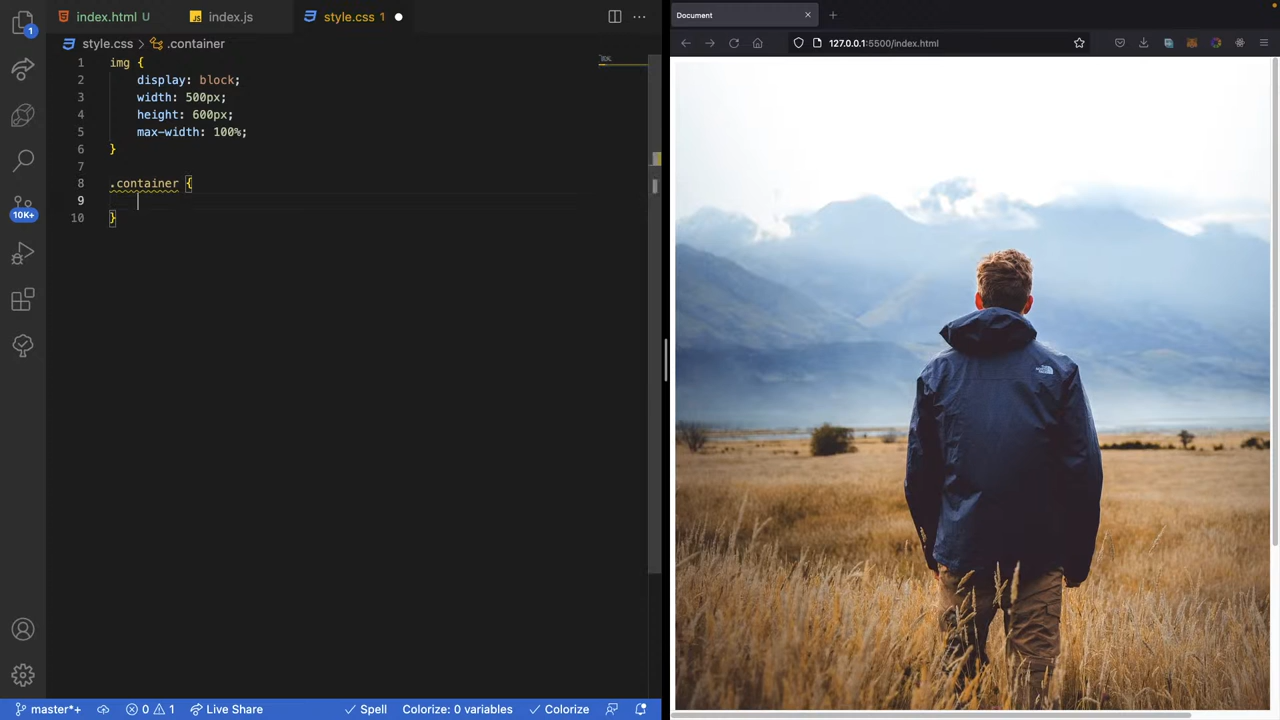 index.html U
index.js
style.css 1
style.css > .container
1 img {
2 display: block;
3 width: 500px;
4 height: 600px;
5 max-width: 100%;
6 }
7
8 .container {
9
10 }
1
10K+
master*+
0
1
Live Share
Spell
Colorize: 0 variables
Colorize
Document
127.0.0.1:5500/index.html